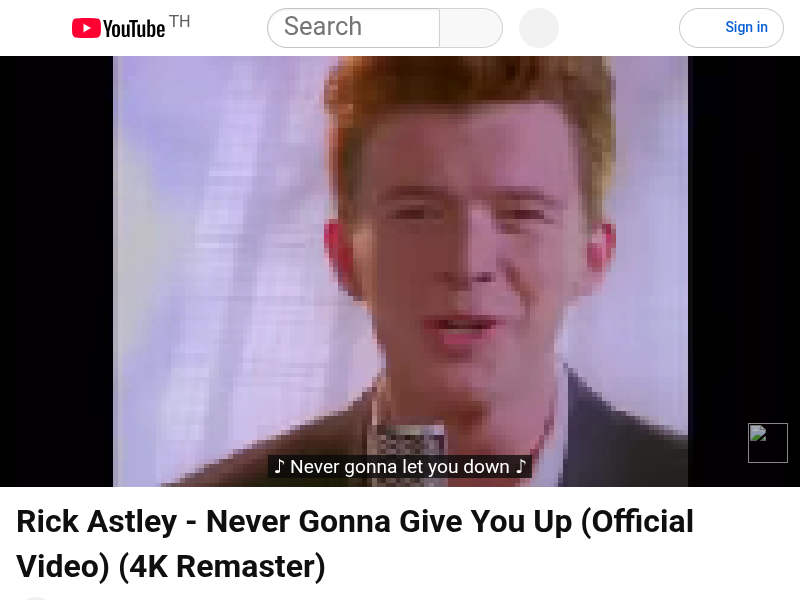 YouTube TH
Search
Sign in
♪ Never gonna let you down ♪
Rick Astley - Never Gonna Give You Up (Official
Video) (4K Remaster)